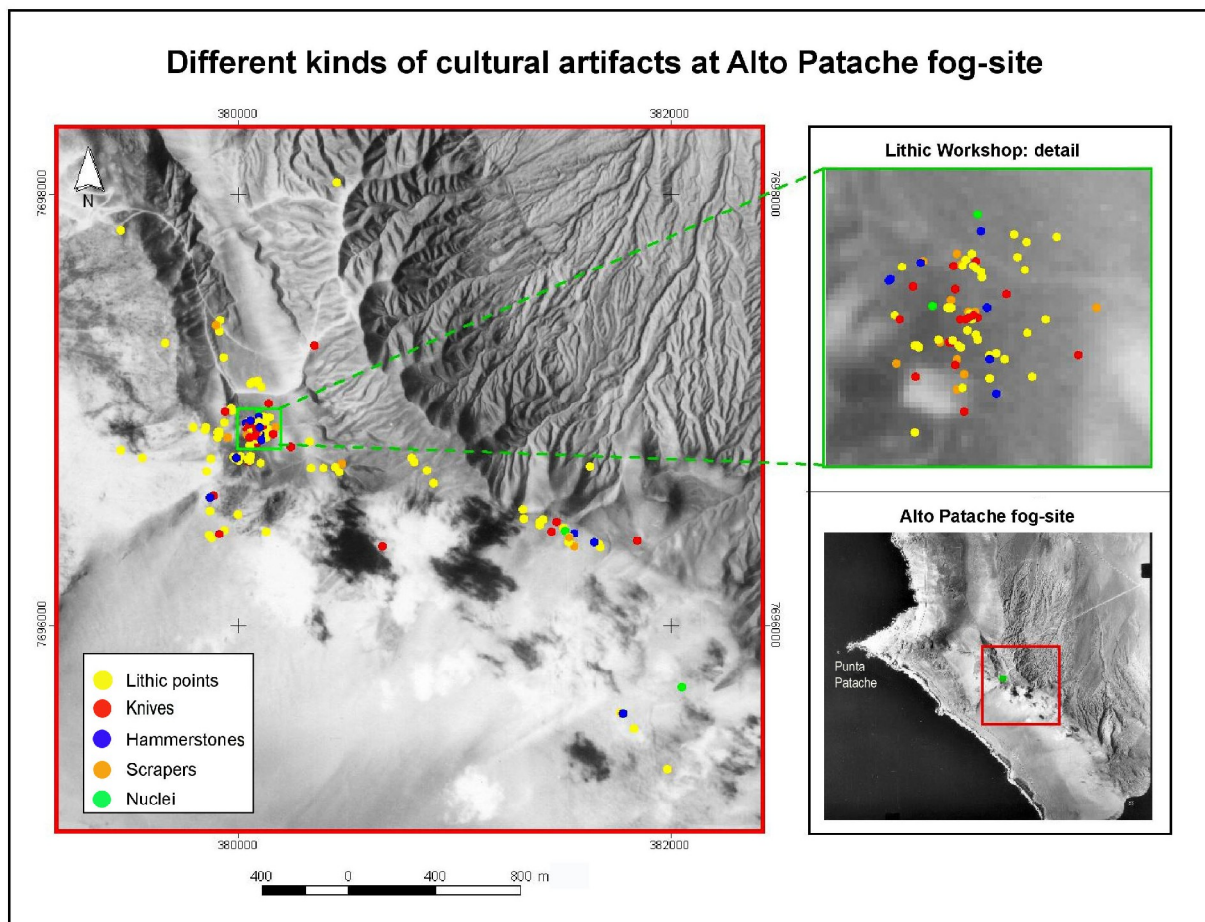 Different kinds of cultural artifacts at Alto Patache fog-site
380000
382000
7698000
7698000
N
7696000
7696000
Lithic points
Knives
Hammerstones
Scrapers
Nuclei
380000
382000
400 0 400 800 m
Lithic Workshop: detail
Alto Patache fog-site
Punta
Patache